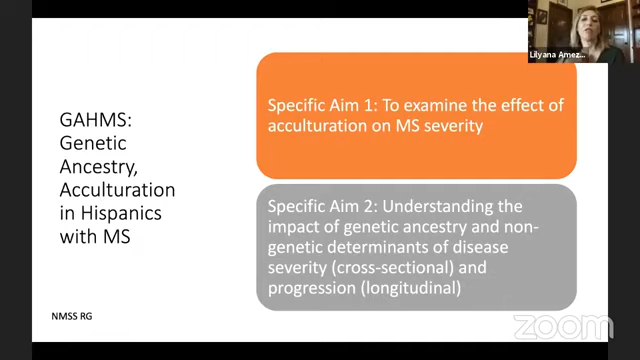 Lilyana Amez...
GAHMS:
Genetic
Ancestry,
Acculturation
in Hispanics
with MS
Specific Aim 1: To examine the effect of
acculturation on MS severity
Specific Aim 2: Understanding the
impact of genetic ancestry and non-
genetic determinants of disease
severity (cross-sectional) and
progression (longitudinal)
NMSS RG
zoom